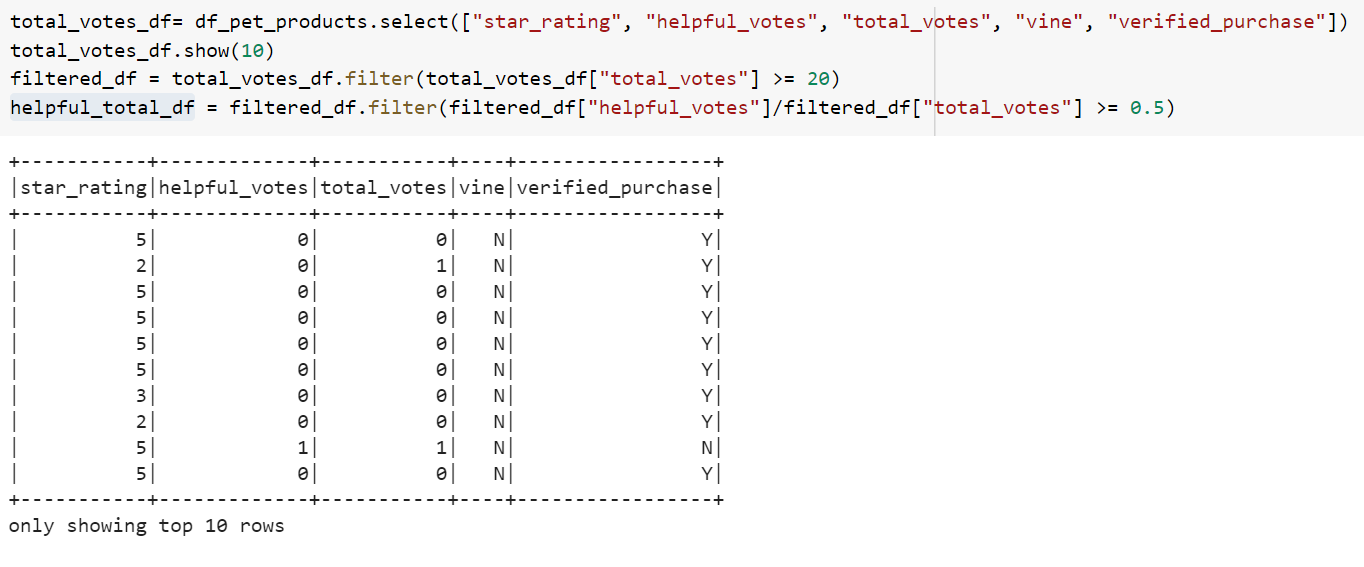 total_votes_df= df_pet_products.select(["star_rating", "helpful_votes", "total_votes", "vine", "verified_purchase"])
total_votes_df.show(10)
filtered_df = total_votes_df.filter(total_votes_df["total_votes"] >= 20)
helpful_total_df = filtered_df.filter(filtered_df["helpful_votes"]/filtered_df["total_votes"] >= 0.5)
+-----------+-------------+-----------+----+-----------------+
|star_rating|helpful_votes|total_votes|vine|verified_purchase|
+-----------+-------------+-----------+----+-----------------+
|          5|            0|          0|   N|                Y|
|          2|            0|          1|   N|                Y|
|          5|            0|          0|   N|                Y|
|          5|            0|          0|   N|                Y|
|          5|            0|          0|   N|                Y|
|          5|            0|          0|   N|                Y|
|          3|            0|          0|   N|                Y|
|          2|            0|          0|   N|                Y|
|          5|            1|          1|   N|                N|
|          5|            0|          0|   N|                Y|
+-----------+-------------+-----------+----+-----------------+
only showing top 10 rows